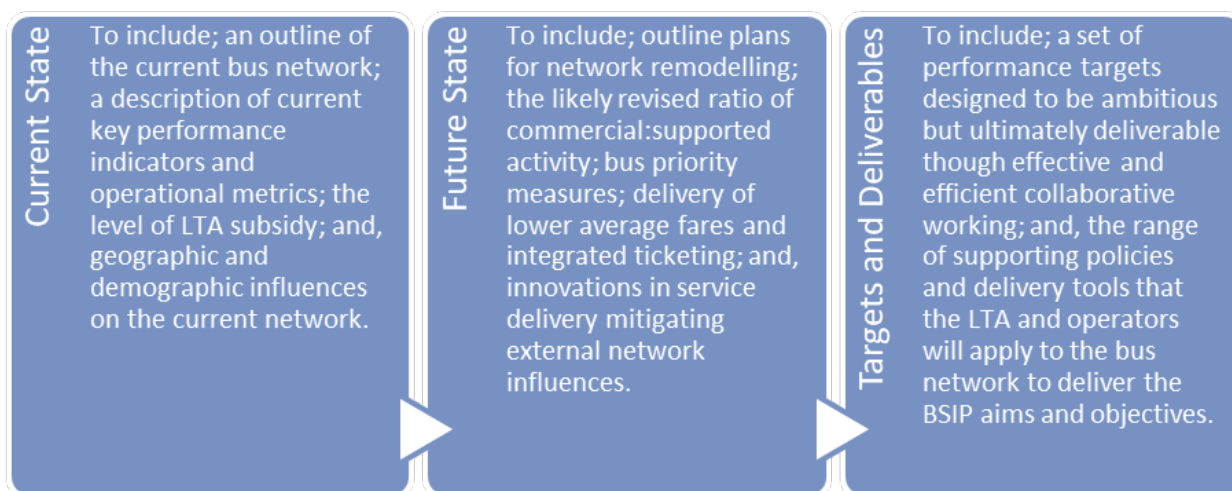 Current State
To include; an outline of
the current bus network;
a description of current
key performance
indicators and
operational metrics; the
level of LTA subsidy; and,
geographic and
demographic influences
on the current network.
Future State
To include; outline plans
for network remodelling;
the likely revised ratio of
commercial:supported
activity; bus priority
measures; delivery of
lower average fares and
integrated ticketing; and,
innovations in service
delivery mitigating
external network
influences.
Targets and Deliverables
To include; a set of
performance targets
designed to be ambitious
but ultimately deliverable
though effective and
efficient collaborative
working; and, the range
of supporting policies
and delivery tools that
the LTA and operators
will apply to the bus
network to deliver the
BSIP aims and objectives.